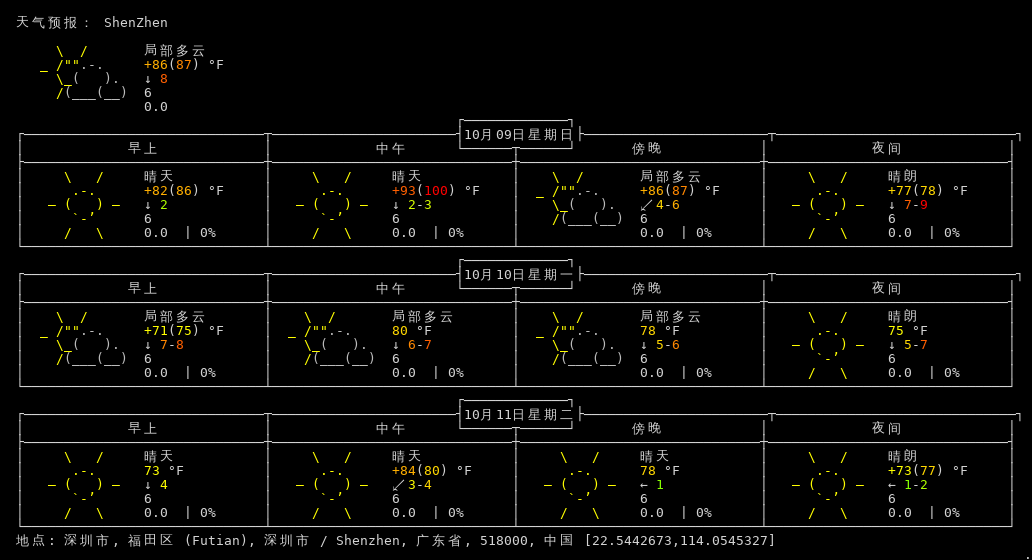 天气预报： ShenZhen
局部多云
+86(87) °F
↓ 8
6
0.0
10月09日星期日
早上 中午 傍晚 夜间
晴天 晴天 局部多云 晴朗
+82(86) °F +93(100) °F +86(87) °F +77(78) °F
↓ 2 ↓ 2-3 ↙ 4-6 ↓ 7-9
6 6 6 6
0.0 | 0% 0.0 | 0% 0.0 | 0% 0.0 | 0%
10月10日星期一
早上 中午 傍晚 夜间
局部多云 局部多云 局部多云 晴朗
+71(75) °F 80 °F 78 °F 75 °F
↓ 7-8 ↓ 6-7 ↓ 5-6 ↓ 5-7
6 6 6 6
0.0 | 0% 0.0 | 0% 0.0 | 0% 0.0 | 0%
10月11日星期二
早上 中午 傍晚 夜间
晴天 晴天 晴天 晴朗
73 °F +84(80) °F 78 °F +73(77) °F
↓ 4 ↙ 3-4 ← 1 ← 1-2
6 6 6 6
0.0 | 0% 0.0 | 0% 0.0 | 0% 0.0 | 0%
地点: 深圳市, 福田区 (Futian), 深圳市 / Shenzhen, 广东省, 518000, 中国 [22.5442673,114.0545327]